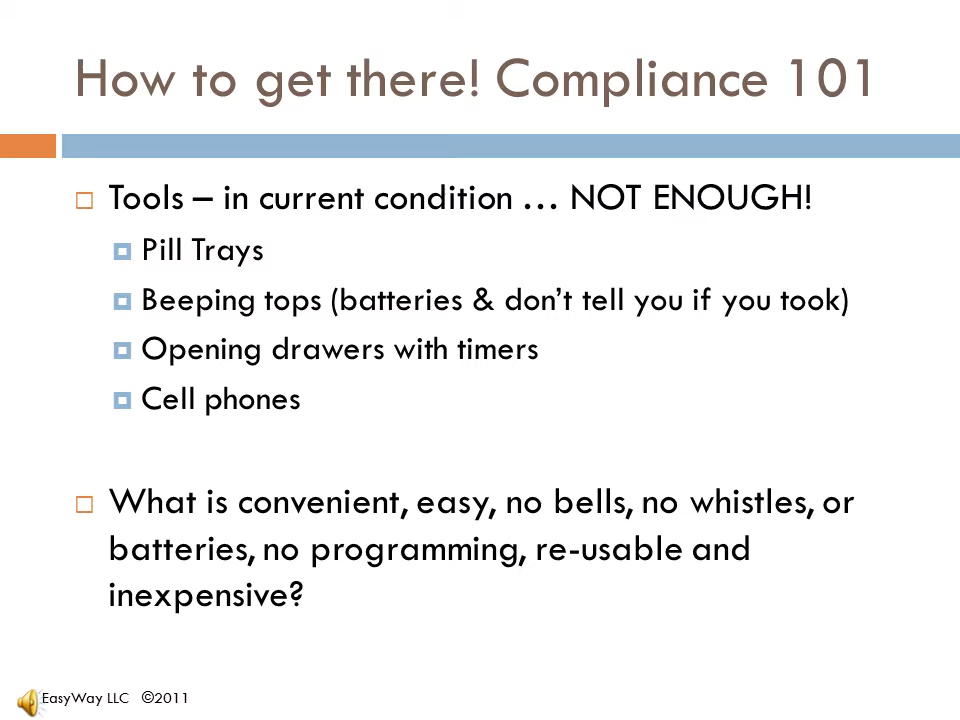 How to get there! Compliance 101
Tools – in current condition … NOT ENOUGH!
Pill Trays
Beeping tops (batteries & don’t tell you if you took)
Opening drawers with timers
Cell phones
What is convenient, easy, no bells, no whistles, or
batteries, no programming, re-usable and
inexpensive?
EasyWay LLC ©2011